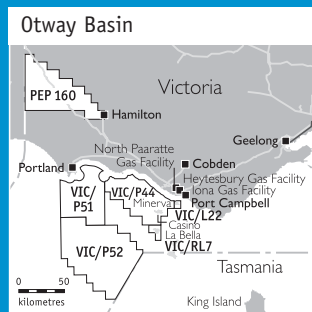 Otway Basin
PEP 160
Victoria
Hamilton
Geelong
North Paaratte
Gas Facility
Cobden
Portland
Heytesbury Gas Facility
Iona Gas Facility
VIC/
P51
VIC/P44
Minerva
Port Campbell
VIC/L22
Casino
La Bella
VIC/RL7
VIC/P52
Tasmania
0 50
kilometres
King Island